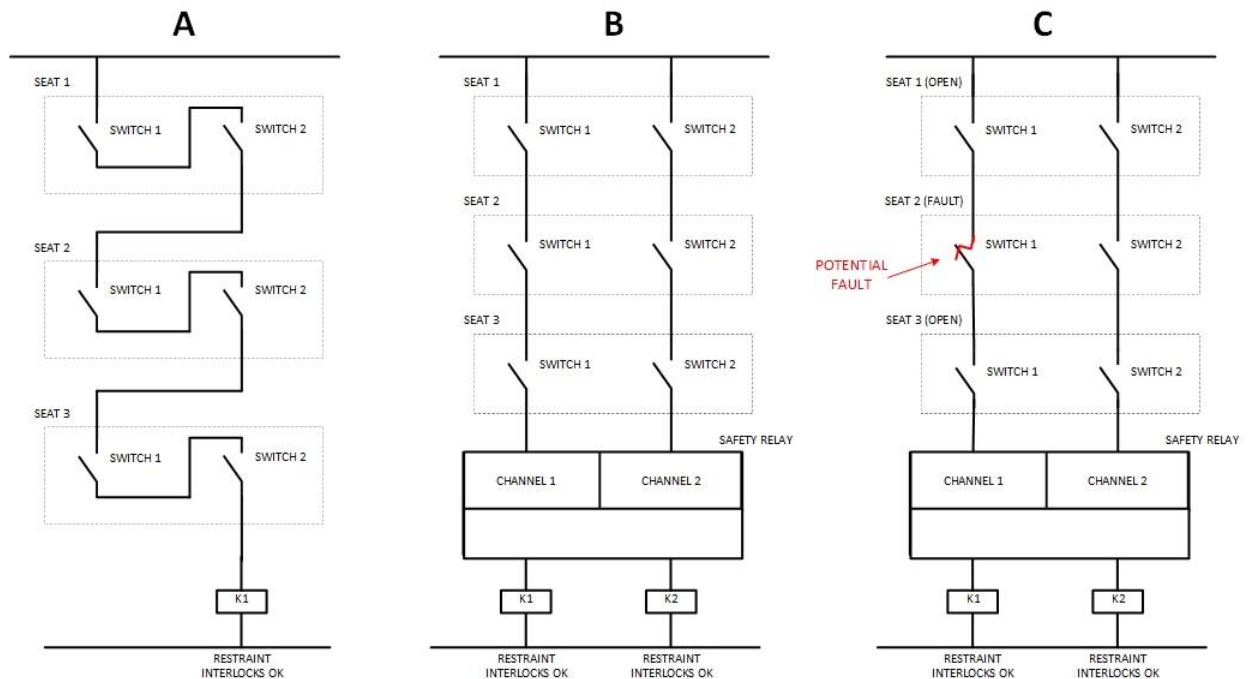 A
SEAT 1
SWITCH 1
SWITCH 2
SEAT 2
SWITCH 1
SWITCH 2
SEAT 3
SWITCH 1
SWITCH 2
K1
RESTRAINT
INTERLOCKS OK
B
SEAT 1
SWITCH 1
SWITCH 2
SEAT 2
SWITCH 1
SWITCH 2
SEAT 3
SWITCH 1
SWITCH 2
SAFETY RELAY
CHANNEL 1
CHANNEL 2
K1
K2
RESTRAINT
INTERLOCKS OK
RESTRAINT
INTERLOCKS OK
C
SEAT 1 (OPEN)
SWITCH 1
SWITCH 2
SEAT 2 (FAULT)
SWITCH 1
SWITCH 2
POTENTIAL
FAULT
SEAT 3 (OPEN)
SWITCH 1
SWITCH 2
SAFETY RELAY
CHANNEL 1
CHANNEL 2
K1
K2
RESTRAINT
INTERLOCKS OK
RESTRAINT
INTERLOCKS OK